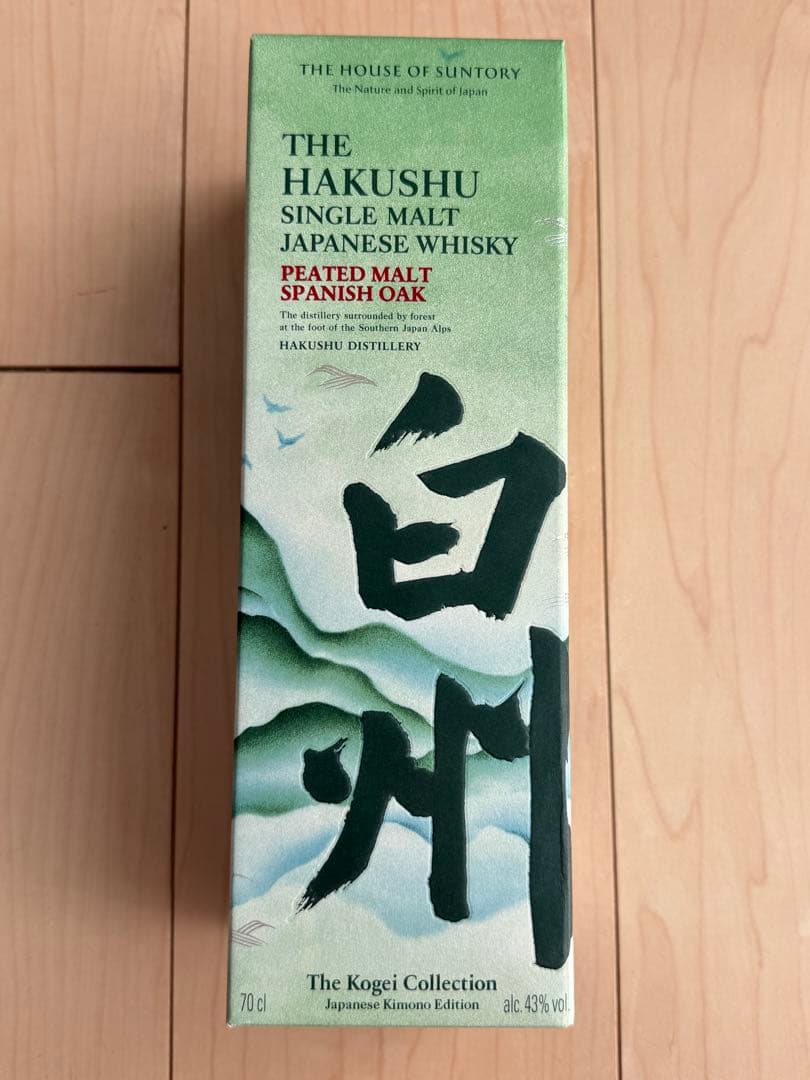 THE HOUSE OF SUNTORY
The Nature and Spirit of Japan
THE
HAKUSHU
SINGLE MALT
JAPANESE WHISKY
PEATED MALT
SPANISH OAK
The distillery surrounded by forest
at the foot of the Southern Japan Alps
HAKUSHU DISTILLERY
白
州
The Kogei Collection
70 cl
Japanese Kimono Edition
alc. 43% vol.